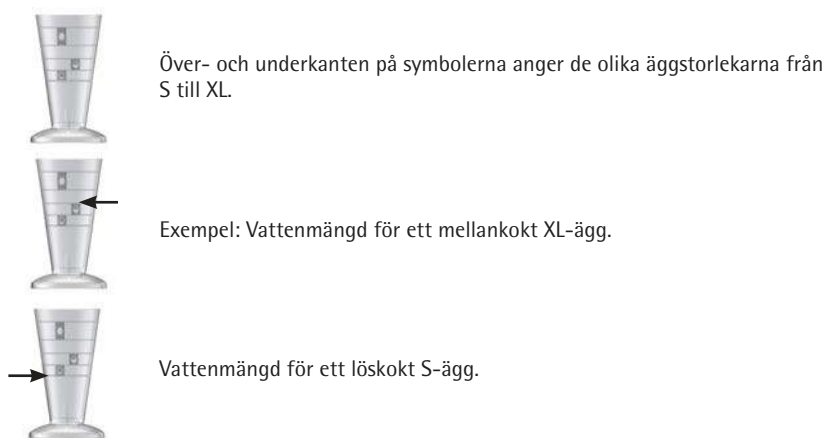 Över- och underkanten på symbolerna anger de olika äggstorlekarna från
S till XL.
Exempel: Vattenmängd för ett mellankokt XL-ägg.
Vattenmängd för ett löskokt S-ägg.